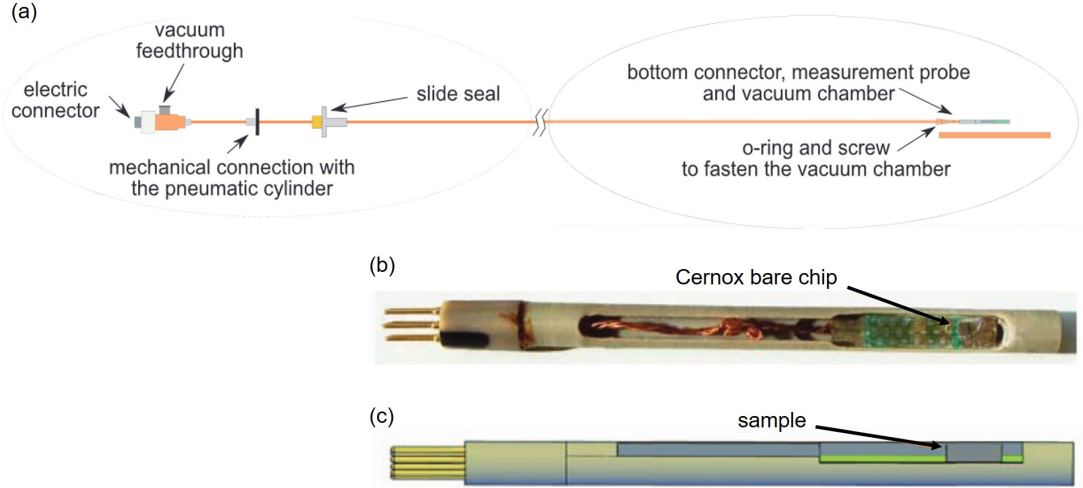 (a)
vacuum
feedthrough
electric
connector
slide seal
mechanical connection with
the pneumatic cylinder
bottom connector, measurement probe
and vacuum chamber
o-ring and screw
to fasten the vacuum chamber
(b)
Cernox bare chip
(c)
sample